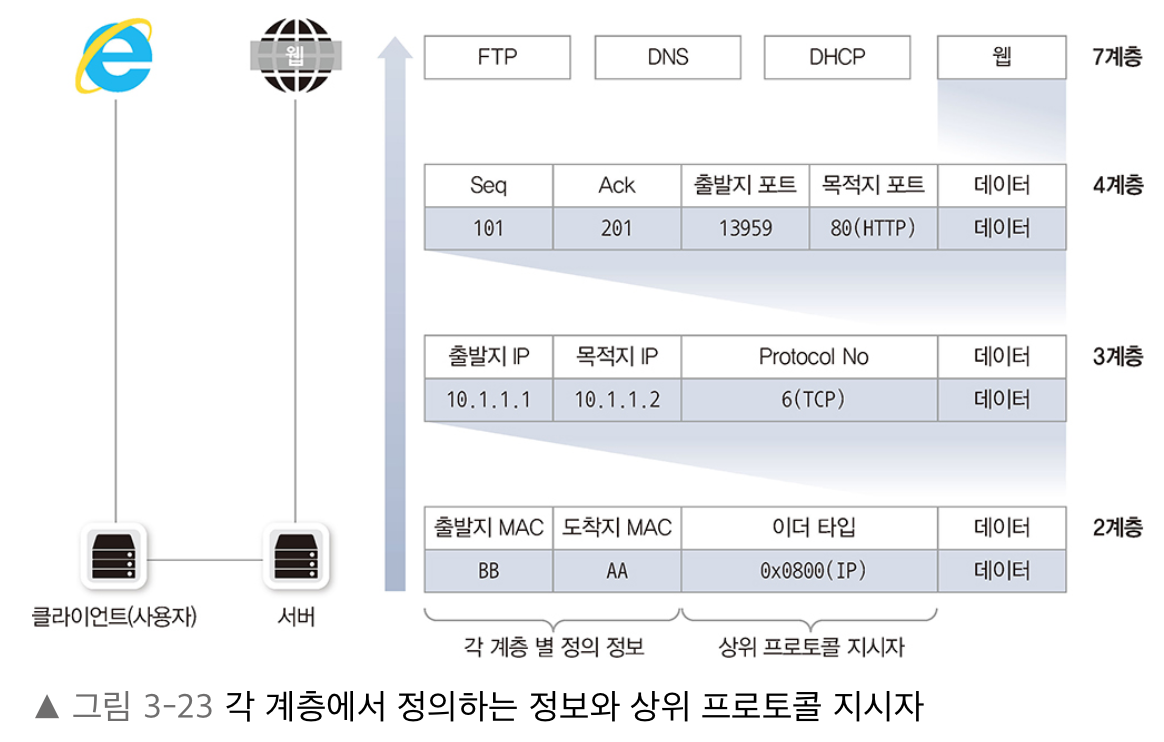 웹
FTP DNS DHCP 웹 7계층
Seq Ack 출발지 포트 목적지 포트 데이터 4계층
101 201 13959 80(HTTP) 데이터
출발지 IP 목적지 IP Protocol No 데이터 3계층
10.1.1.1 10.1.1.2 6(TCP) 데이터
출발지 MAC 도착지 MAC 이더 타입 데이터 2계층
BB AA 0x0800(IP) 데이터
클라이언트(사용자) 서버
각 계층 별 정의 정보 상위 프로토콜 지시자
▲ 그림 3-23 각 계층에서 정의하는 정보와 상위 프로토콜 지시자